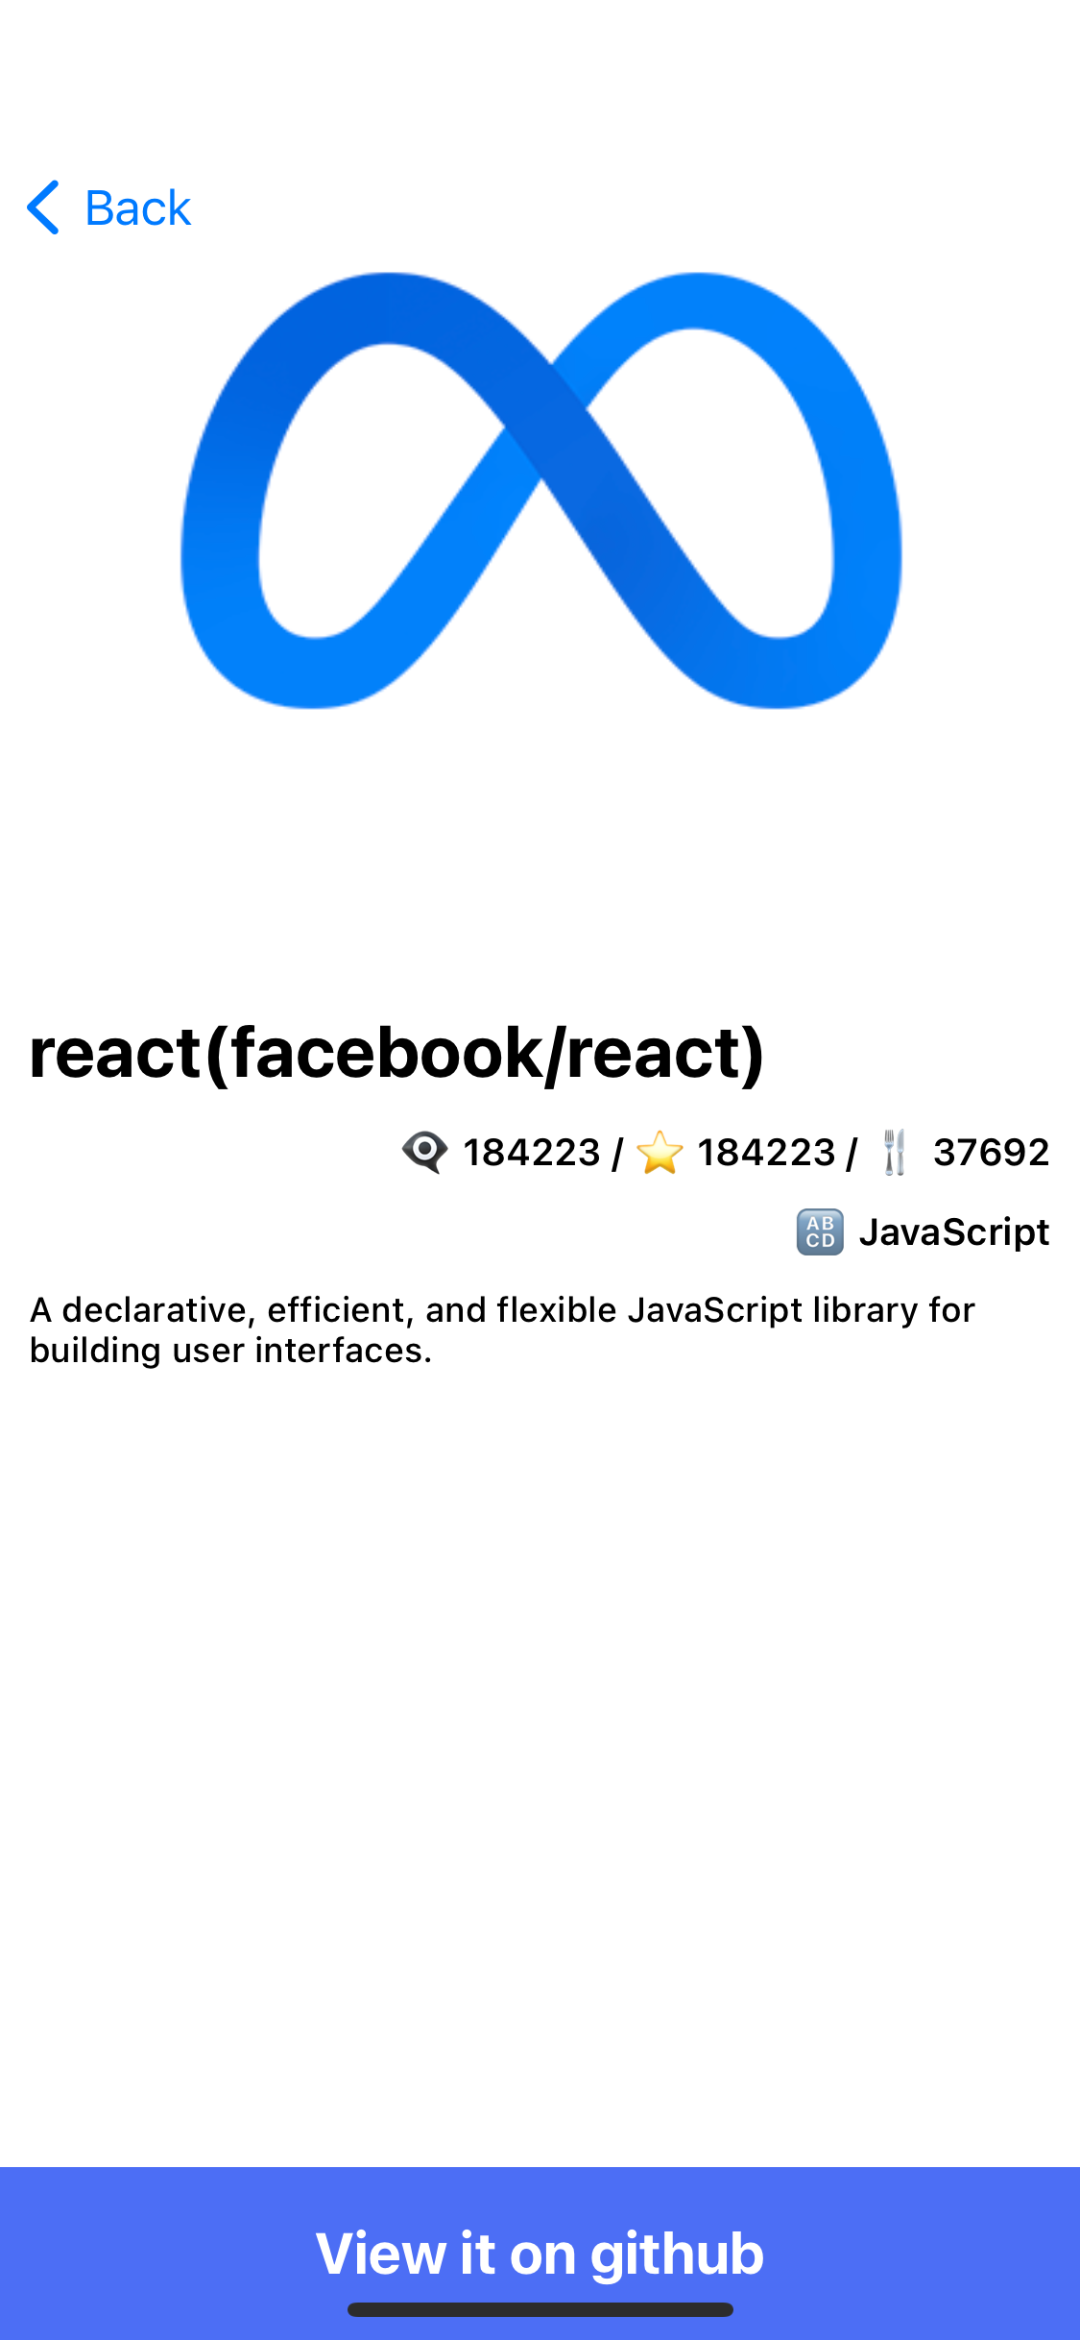 Back
react(facebook/react)
👁‍🗨 184223 / ⭐ 184223 / 🍴 37692
🔠 JavaScript
A declarative, efficient, and flexible JavaScript library for
building user interfaces.
View it on github